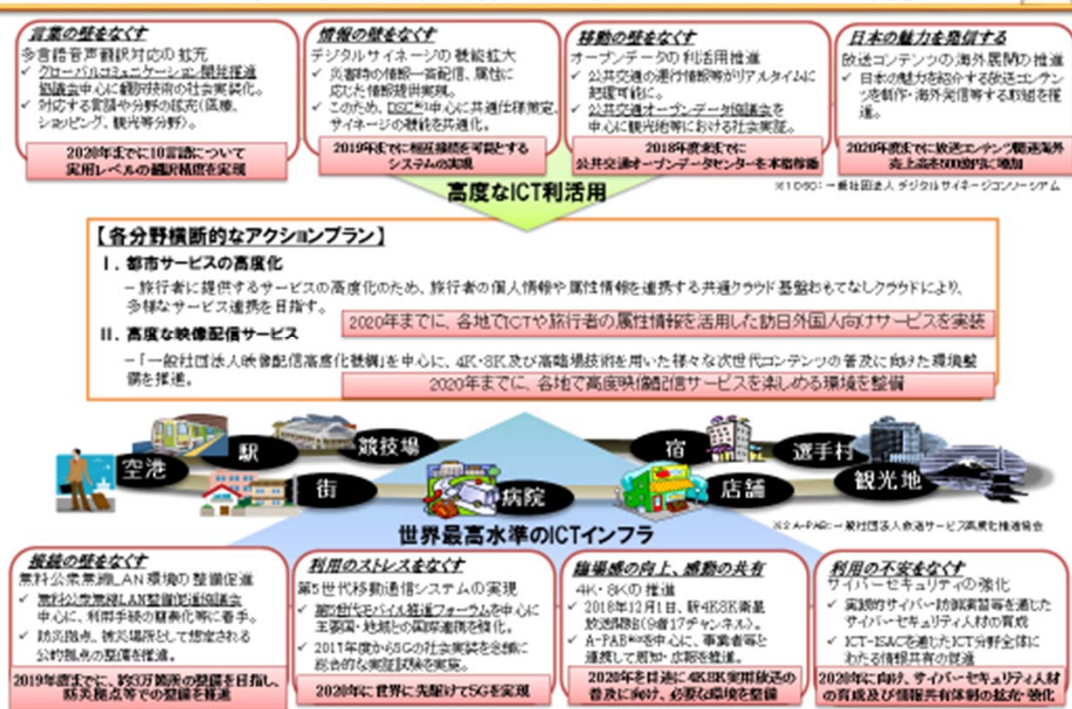 言葉の壁をなくす
多言語音声翻訳対応の拡充
✓ グローバルコミュニケーション開発推進
協議会中心に翻訳技術の社会実装化。
✓ 対応する言語や分野の拡充(医療、
ショッピング、観光等分野)。
2020年までに10言語について
実用レベルの翻訳精度を実現
情報の壁をなくす
デジタルサイネージの機能拡大
✓ 災害時の情報一斉配信、属性に
応じた情報提供実現。
✓ このため、DSC※1中心に共通仕様策定、
サイネージの機能を共通化。
2019年までに相互接続を可能とする
システムの実現
移動の壁をなくす
オープンデータの利活用推進
✓ 公共交通の運行情報等がリアルタイムに
把握可能に。
✓ 公共交通オープンデータ協議会を
中心に観光地等における社会実証。
2018年度末までに
公共交通オープンデータセンターを本格稼働
日本の魅力を発信する
放送コンテンツの海外展開の推進
✓ 日本の魅力を紹介する放送コンテン
ツを制作・海外発信等する取組を推
進。
2020年度までに放送コンテンツ関連海外
売上高を500億円に増加
高度なICT利活用
※1 DSC:一般社団法人 デジタルサイネージコンソーシアム
【各分野横断的なアクションプラン】
Ⅰ. 都市サービスの高度化
－旅行者に提供するサービスの高度化のため、旅行者の個人情報や属性情報を連携する共通クラウド基盤おもてなしクラウドにより、
多様なサービス連携を目指す。
2020年までに、各地でICTや旅行者の属性情報を活用した訪日外国人向けサービスを実装
Ⅱ. 高度な映像配信サービス
－「一般社団法人映像配信高度化機構」を中心に、4K・8K及び高臨場技術を用いた様々な次世代コンテンツの普及に向けた環境整
備を推進。
2020年までに、各地で高度映像配信サービスを楽しめる環境を整備
空港
駅
競技場
街
病院
宿
店舗
選手村
観光地
世界最高水準のICTインフラ
※2 A-PAB:一般社団法人放送サービス高度化推進協会
接続の壁をなくす
無料公衆無線LAN環境の整備促進
✓ 無料公衆無線LAN整備促進協議会
中心に、利用手続の簡素化等に着手。
✓ 防災拠点、被災場所として想定される
公的拠点の整備を推進。
2019年度までに、約3万箇所の整備を目指し、
防災拠点等での整備を推進
利用のストレスをなくす
第5世代移動通信システムの実現
✓ 第5世代モバイル推進フォーラムを中心に
主要国・地域との国際連携を強化。
✓ 2017年度から5Gの社会実装を念頭に
総合的な実証試験を実施。
2020年に世界に先駆けて5Gを実現
臨場感の向上、感動の共有
4K・8Kの推進
✓ 2018年12月1日、新4K8K衛星
放送開始(9者17チャンネル)。
✓ A-PAB※2を中心に、事業者等と
連携して周知・広報を推進。
2020年を目途に4K8K実用放送の
普及に向け、必要な環境を整備
利用の不安をなくす
サイバーセキュリティの強化
✓ 実践的サイバー防御演習等を通じた
サイバーセキュリティ人材の育成
✓ ICT-ISACを通じたICT分野全体に
わたる情報共有の促進
2020年に向け、サイバーセキュリティ人材
の育成及び情報共有体制の拡充・強化